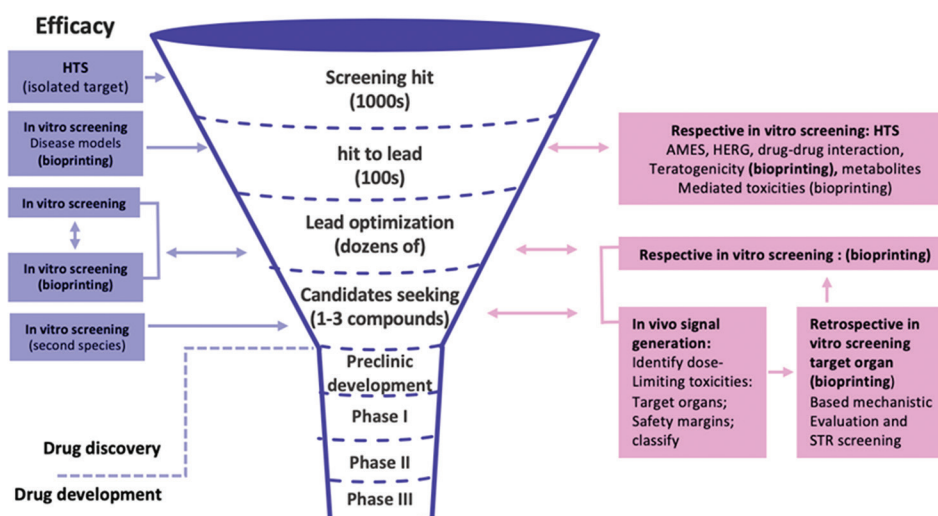 Efficacy
HTS
(isolated target)
In vitro screening
Disease models
(bioprinting)
In vitro screening
In vitro screening
(bioprinting)
In vitro screening
(second species)
Drug discovery
Drug development
Screening hit
(1000s)
hit to lead
(100s)
Lead optimization
(dozens of)
Candidates seeking
(1-3 compounds)
Preclinic
development
Phase I
Phase II
Phase III
Respective in vitro screening: HTS
AMES, HERG, drug-drug interaction,
Teratogenicity (bioprinting), metabolites
Mediated toxicities (bioprinting)
Respective in vitro screening : (bioprinting)
In vivo signal
generation:
Identify dose-
Limiting toxicities:
Target organs;
Safety margins;
classify
Retrospective in
vitro screening
target organ
(bioprinting)
Based mechanistic
Evaluation and
STR screening